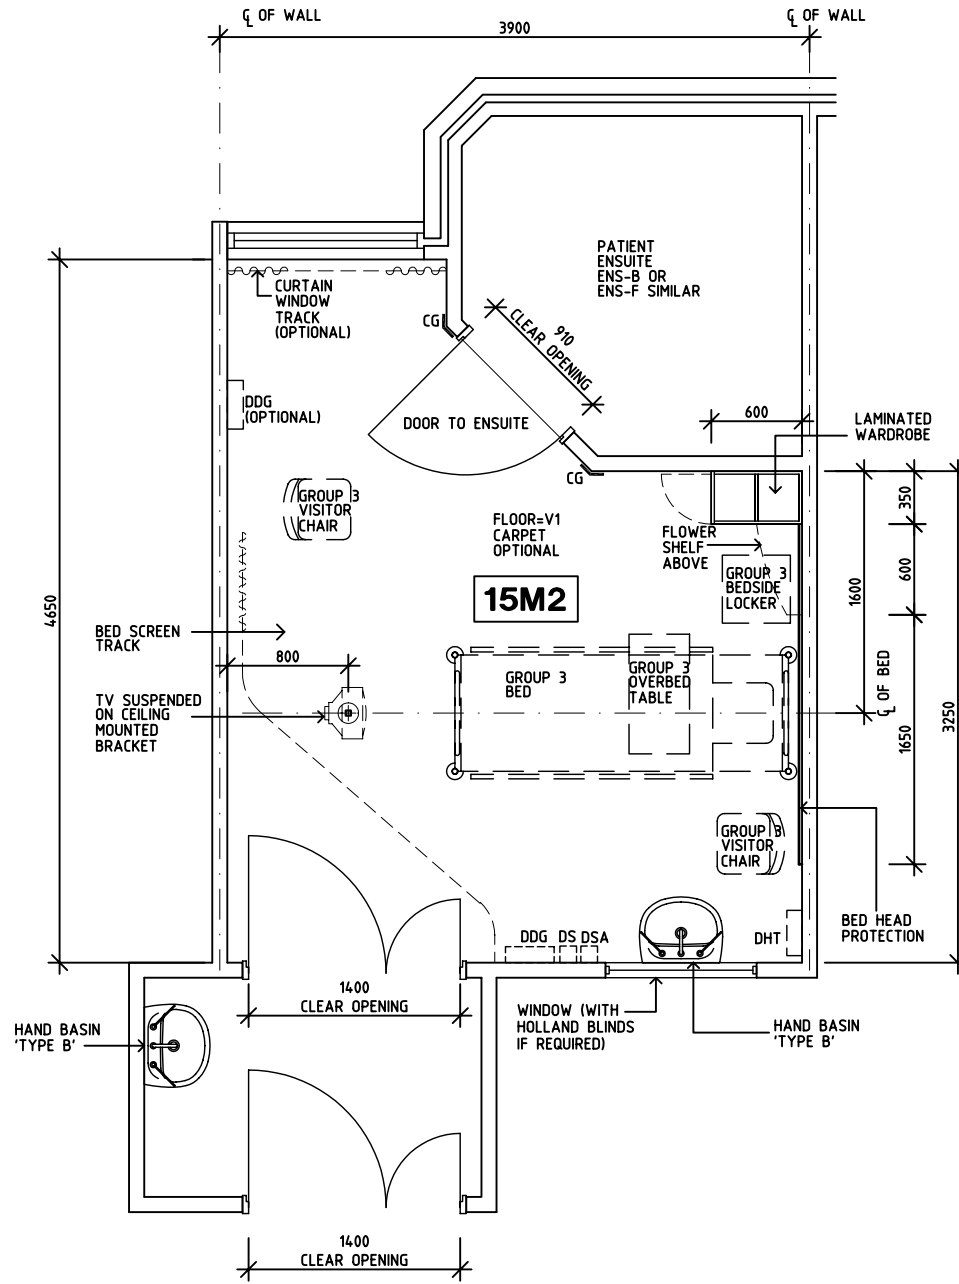 ℄ OF WALL
℄ OF WALL
3900
PATIENT
ENSUITE
ENS-B OR
ENS-F SIMILAR
CURTAIN
WINDOW
TRACK
(OPTIONAL)
CG
910
CLEAR OPENING
DDG
(OPTIONAL)
DOOR TO ENSUITE
600
LAMINATED
WARDROBE
CG
GROUP 3
VISITOR
CHAIR
FLOOR=V1
CARPET
OPTIONAL
FLOWER
SHELF
ABOVE
350
600
1600
GROUP 3
BEDSIDE
LOCKER
15M2
4650
BED SCREEN
TRACK
800
GROUP 3
BED
GROUP 3
OVERBED
TABLE
℄ OF BED
TV SUSPENDED
ON CEILING
MOUNTED
BRACKET
1650
3250
GROUP 3
VISITOR
CHAIR
BED HEAD
PROTECTION
DDG
DS
DSA
DHT
1400
CLEAR OPENING
WINDOW (WITH
HOLLAND BLINDS
IF REQUIRED)
HAND BASIN
'TYPE B'
HAND BASIN
'TYPE B'
1400
CLEAR OPENING